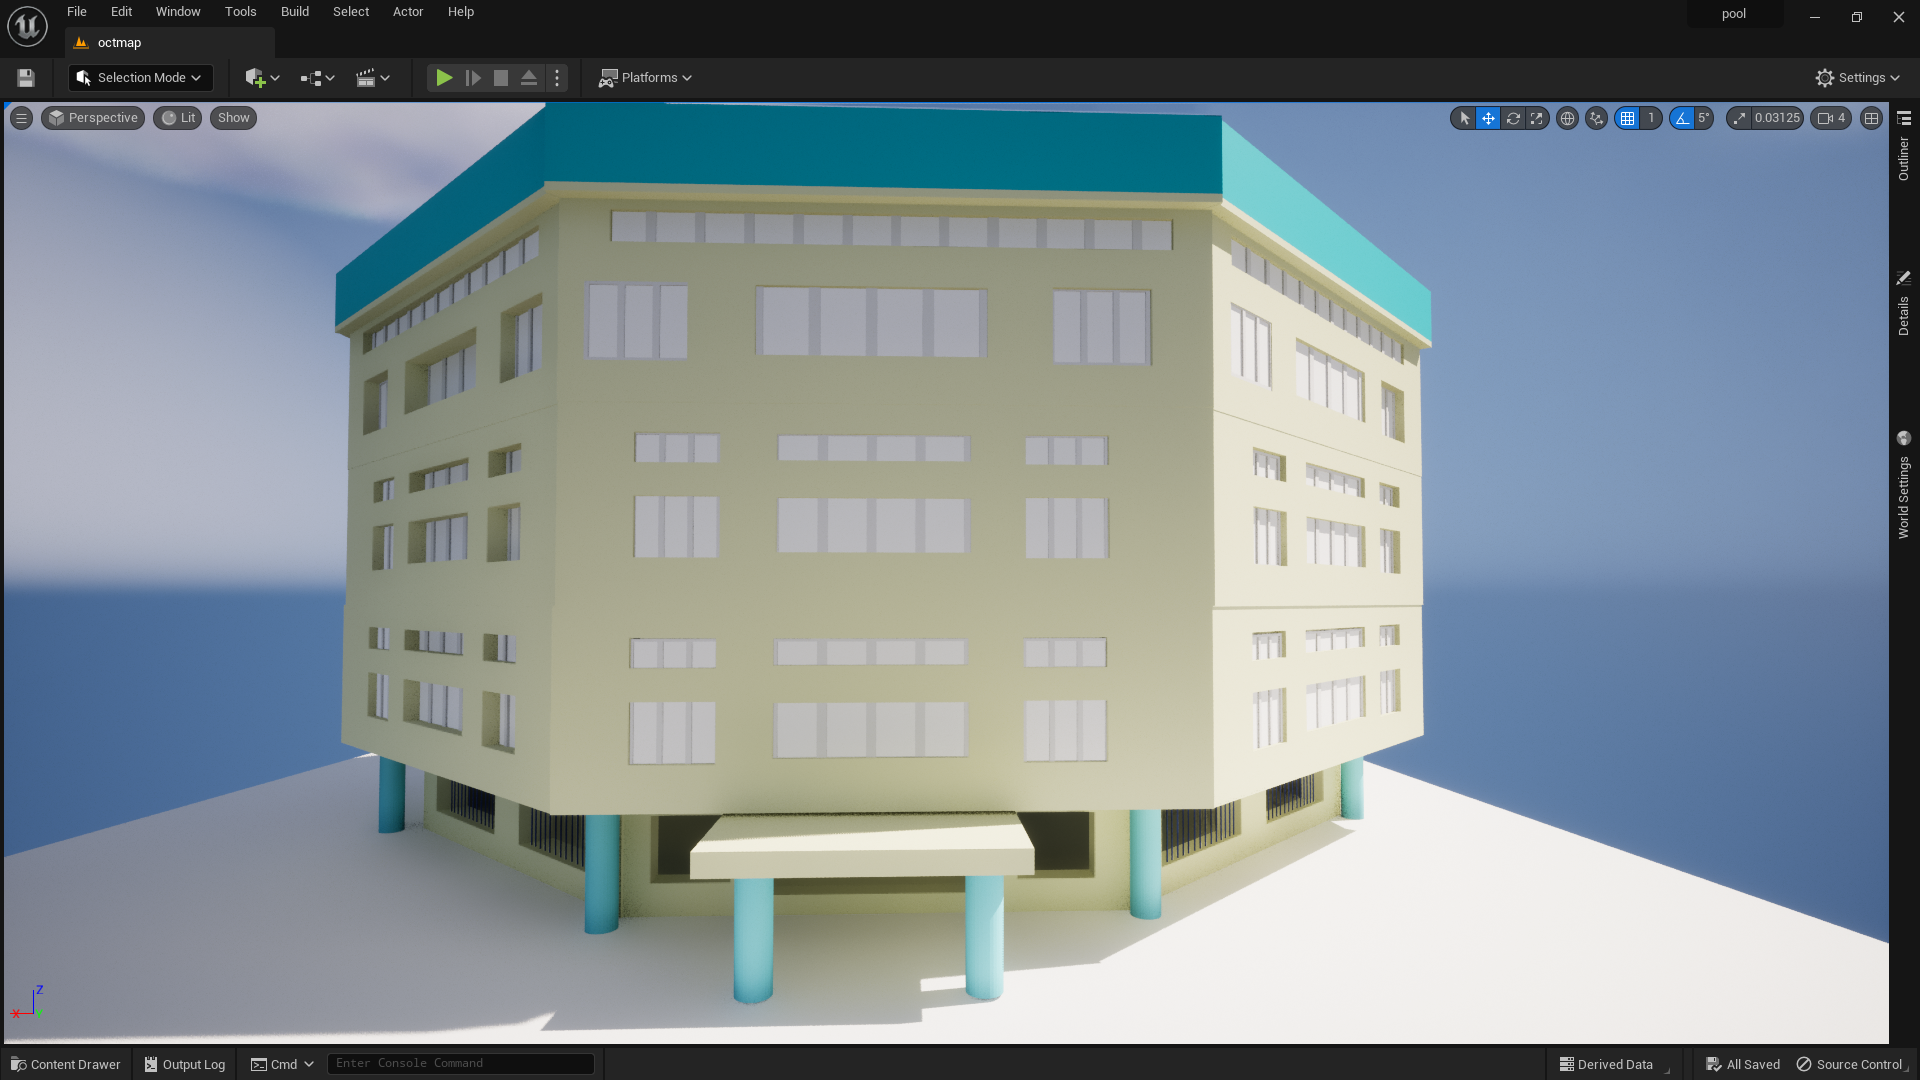 File Edit Window Tools Build Select Actor Help
pool
octmap
Selection Mode
Platforms
Settings
Perspective Lit Show
1 5° 0.03125 4
Outliner
Details
World Settings
Z
X Y
Content Drawer Output Log Cmd Enter Console Command
Derived Data All Saved Source Control